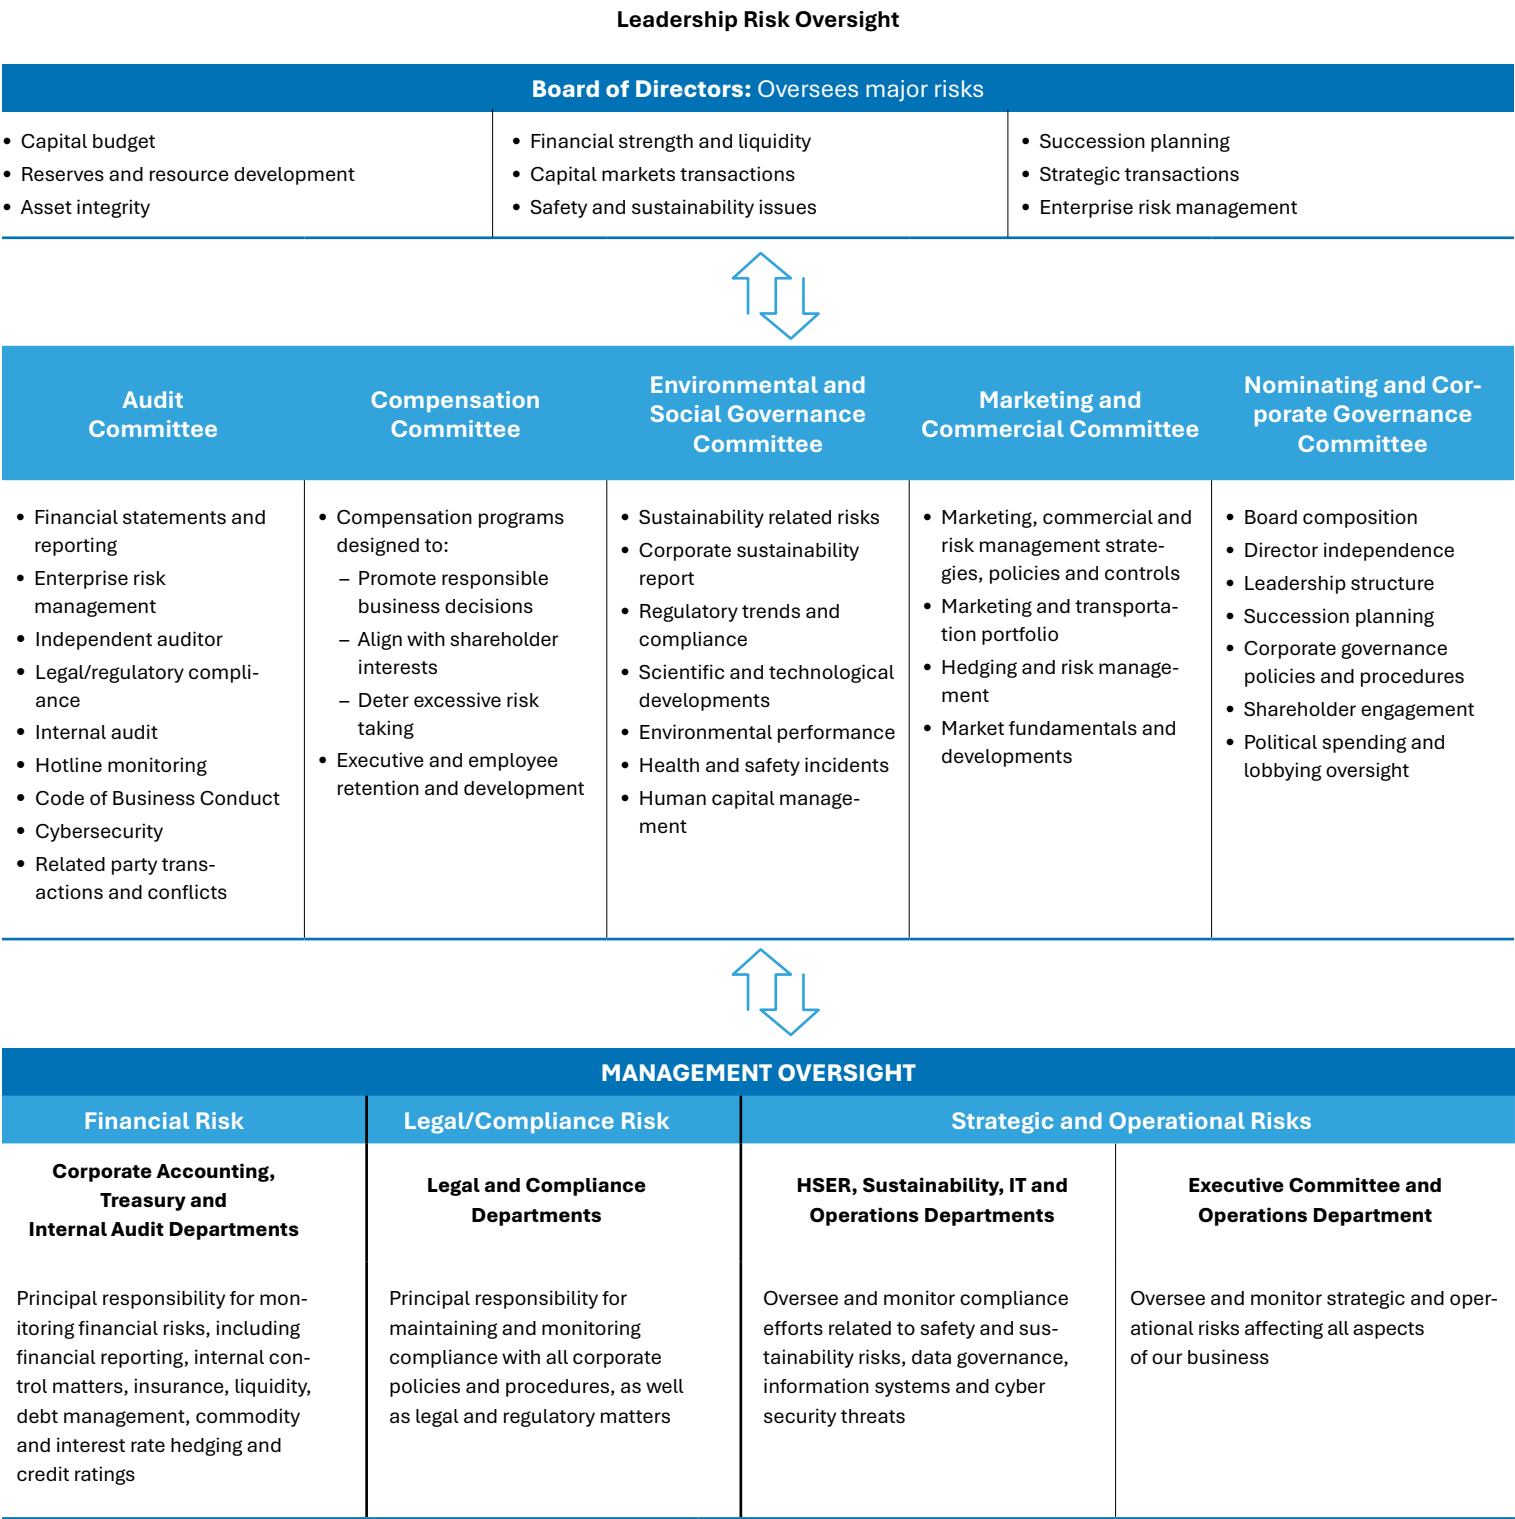 Leadership Risk Oversight
Board of Directors: Oversees major risks
• Capital budget
• Reserves and resource development
• Asset integrity
• Financial strength and liquidity
• Capital markets transactions
• Safety and sustainability issues
• Succession planning
• Strategic transactions
• Enterprise risk management
Audit
Committee
Compensation
Committee
Environmental and
Social Governance
Committee
Marketing and
Commercial Committee
Nominating and Cor-
porate Governance
Committee
• Financial statements and
reporting
• Enterprise risk
management
• Independent auditor
• Legal/regulatory compli-
ance
• Internal audit
• Hotline monitoring
• Code of Business Conduct
• Cybersecurity
• Related party trans-
actions and conflicts
• Compensation programs
designed to:
– Promote responsible
business decisions
– Align with shareholder
interests
– Deter excessive risk
taking
• Executive and employee
retention and development
• Sustainability related risks
• Corporate sustainability
report
• Regulatory trends and
compliance
• Scientific and technological
developments
• Environmental performance
• Health and safety incidents
• Human capital manage-
ment
• Marketing, commercial and
risk management strate-
gies, policies and controls
• Marketing and transporta-
tion portfolio
• Hedging and risk manage-
ment
• Market fundamentals and
developments
• Board composition
• Director independence
• Leadership structure
• Succession planning
• Corporate governance
policies and procedures
• Shareholder engagement
• Political spending and
lobbying oversight
MANAGEMENT OVERSIGHT
Financial Risk
Legal/Compliance Risk
Strategic and Operational Risks
Corporate Accounting,
Treasury and
Internal Audit Departments
Legal and Compliance
Departments
HSER, Sustainability, IT and
Operations Departments
Executive Committee and
Operations Department
Principal responsibility for mon-
itoring financial risks, including
financial reporting, internal con-
trol matters, insurance, liquidity,
debt management, commodity
and interest rate hedging and
credit ratings
Principal responsibility for
maintaining and monitoring
compliance with all corporate
policies and procedures, as well
as legal and regulatory matters
Oversee and monitor compliance
efforts related to safety and sus-
tainability risks, data governance,
information systems and cyber
security threats
Oversee and monitor strategic and oper-
ational risks affecting all aspects
of our business